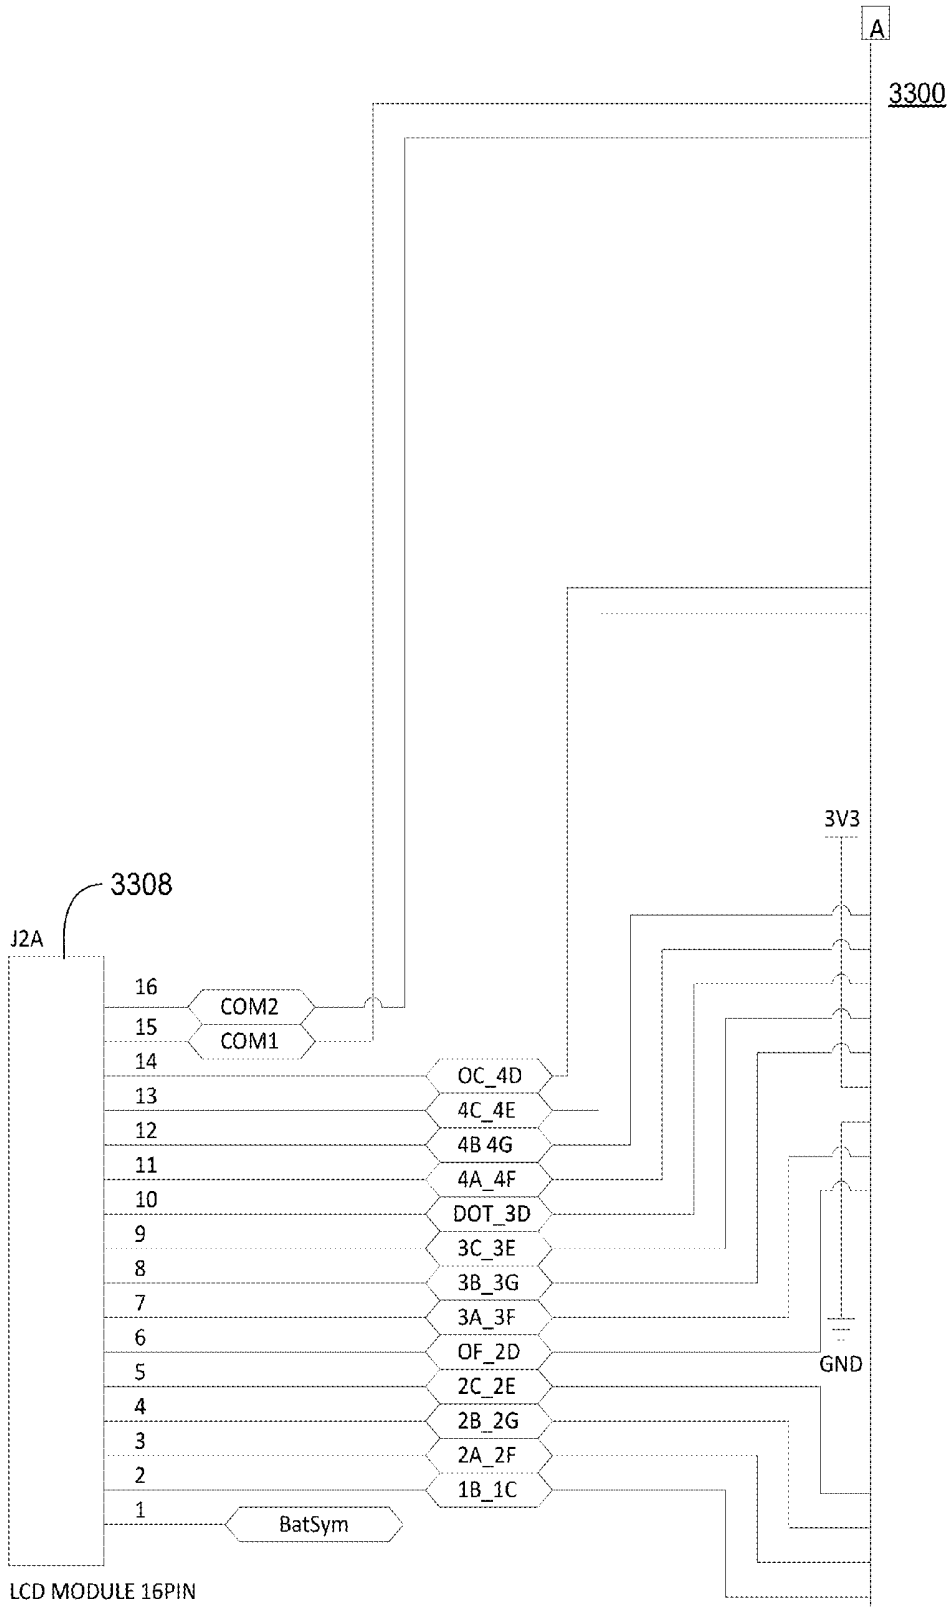 A
3300
3V3
3308
J2A
16 COM2
15 COM1
14 OC_4D
13 4C_4E
12 4B 4G
11 4A_4F
10 DOT_3D
9 3C_3E
8 3B_3G
7 3A_3F
6 OF_2D
GND
5 2C_2E
4 2B_2G
3 2A_2F
2 1B_1C
1 BatSym
LCD MODULE 16PIN